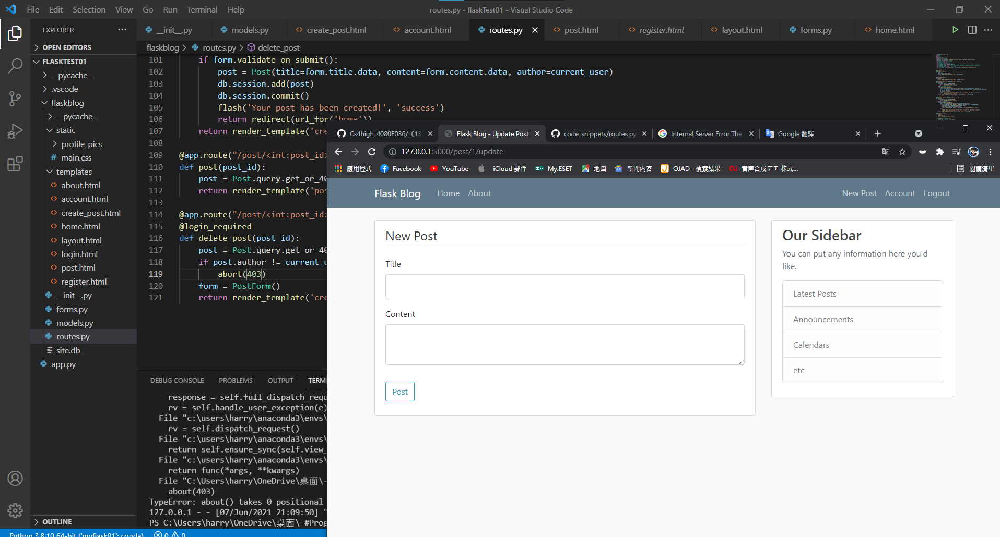 File Edit Selection View Go Run Terminal Help
routes.py - flaskTest01 - Visual Studio Code
EXPLORER ···
__init__.py models.py create_post.html account.html routes.py post.html register.html layout.html forms.py home.html
OPEN EDITORS
FLASKTEST01
__pycache__
.vscode
flaskblog
__pycache__
static
profile_pics
main.css
templates
about.html
account.html
create_post.html
home.html
layout.html
login.html
post.html
register.html
__init__.py
forms.py
models.py
routes.py
site.db
app.py
OUTLINE
flaskblog > routes.py > delete_post
101 if form.validate_on_submit():
102 post = Post(title=form.title.data, content=form.content.data, author=current_user)
103 db.session.add(post)
104 db.session.commit()
105 flash('Your post has been created!', 'success')
106 return redirect(url_for('home'))
107 return render_template('cre
108
109 @app.route("/post/<int:post_id>
110 def post(post_id):
111 post = Post.query.get_or_40
112 return render_template('pos
113
114 @app.route("/post/<int:post_id>
115 @login_required
116 def delete_post(post_id):
117 post = Post.query.get_or_40
118 if post.author != current_u
119 abort(403)
120 form = PostForm()
121 return render_template('cre
DEBUG CONSOLE PROBLEMS OUTPUT TERM
response = self.full_dispatch_requ
rv = self.handle_user_exception(e)
File "c:\users\harry\anaconda3\envs\
rv = self.dispatch_request()
File "c:\users\harry\anaconda3\envs\
return self.ensure_sync(self.view_
File "c:\users\harry\anaconda3\envs\
return func(*args, **kwargs)
File "C:\Users\harry\OneDrive\桌面\-
about(403)
TypeError: about() takes 0 positional
127.0.0.1 - - [07/Jun/2021 21:09:50] "
PS C:\Users\harry\OneDrive\桌面\-#Prog
Python 3.8.10 64-bit ('myflask01': conda) 0 0
Cs4high_4080E036/《13 Flask Blog - Update Post code_snippets/routes.py Internal Server Error The Google 翻譯
127.0.0.1:5000/post/1/update
應用程式 Facebook YouTube iCloud 郵件 My.ESET 地圖 新聞內容 OJAD - 検索結果 音声合成デモ 株式... 閱讀清單
Flask Blog Home About New Post Account Logout
New Post
Title
Content
Post
Our Sidebar
You can put any information here you'd
like.
Latest Posts
Announcements
Calendars
etc